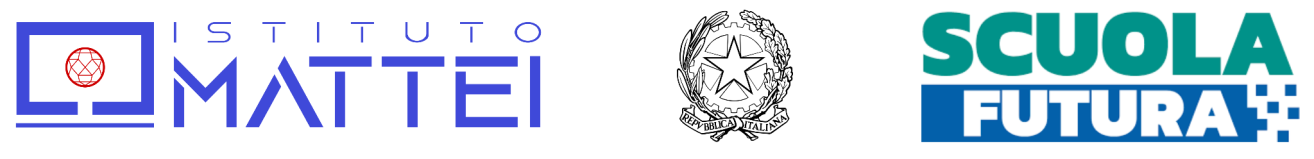 ISTITUTO
MATTEI
REPVBBLICA ITALIANA
SCUOLA
FUTURA